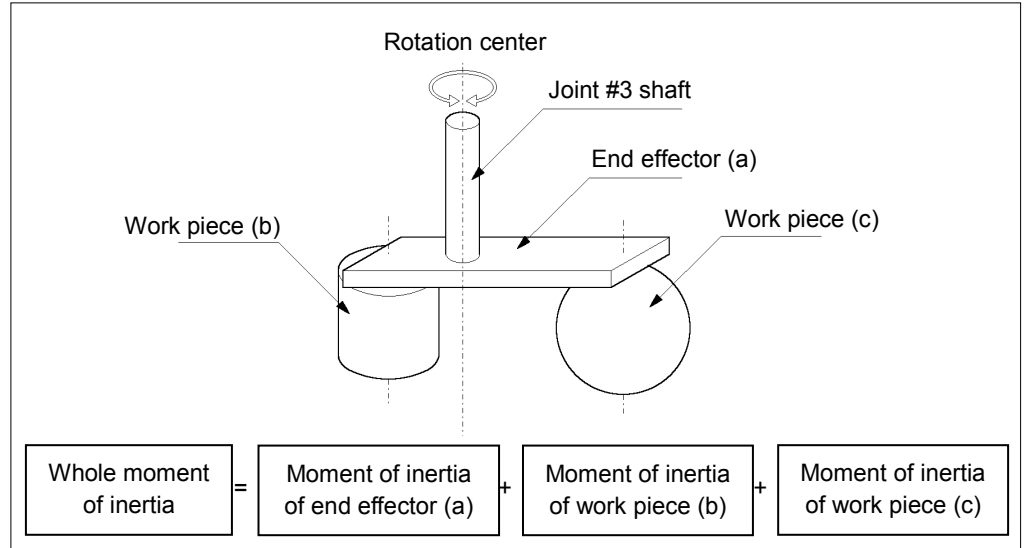 Rotation center
Joint #3 shaft
End effector (a)
Work piece (b)
Work piece (c)
Whole moment
of inertia
=
Moment of inertia
of end effector (a)
+
Moment of inertia
of work piece (b)
+
Moment of inertia
of work piece (c)